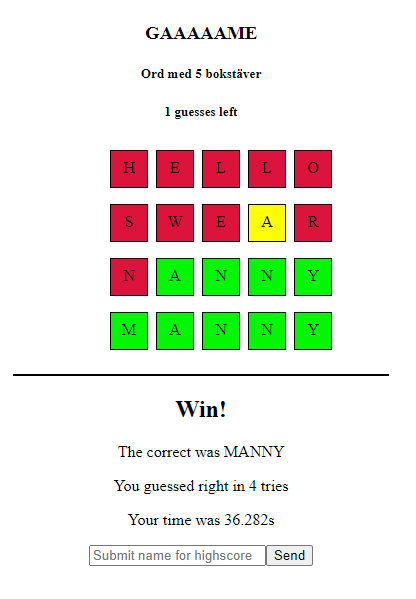 GAAAAAME
Ord med 5 bokstäver
1 guesses left
H E L L O
S W E A R
N A N N Y
M A N N Y
Win!
The correct was MANNY
You guessed right in 4 tries
Your time was 36.282s
Submit name for highscore Send